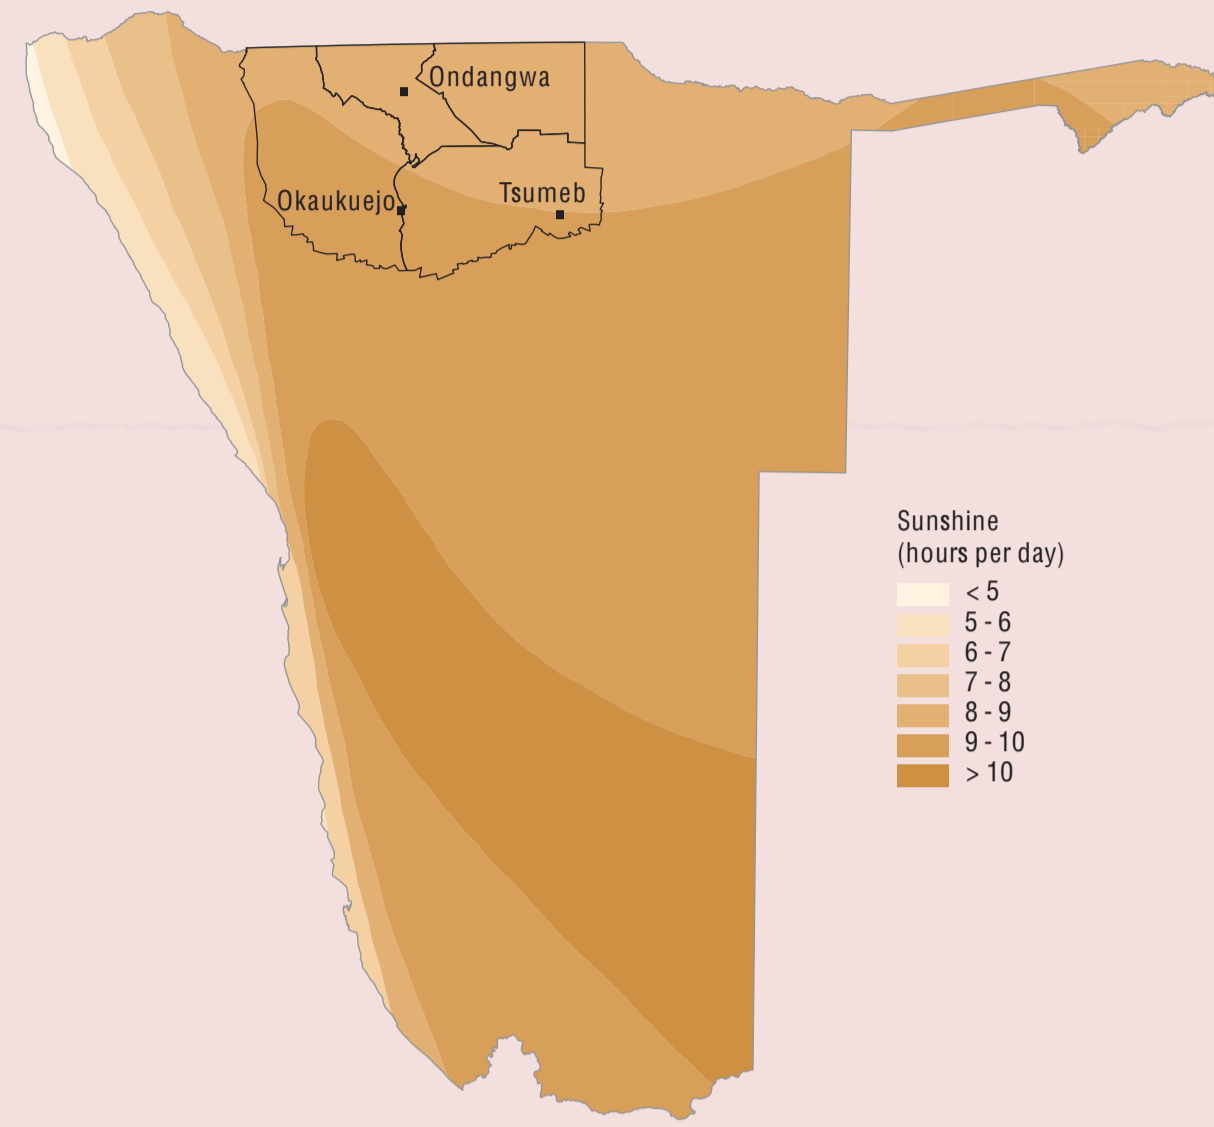 Ondangwa
Okaukuejo
Tsumeb
Sunshine
(hours per day)
< 5
5 - 6
6 - 7
7 - 8
8 - 9
9 - 10
> 10